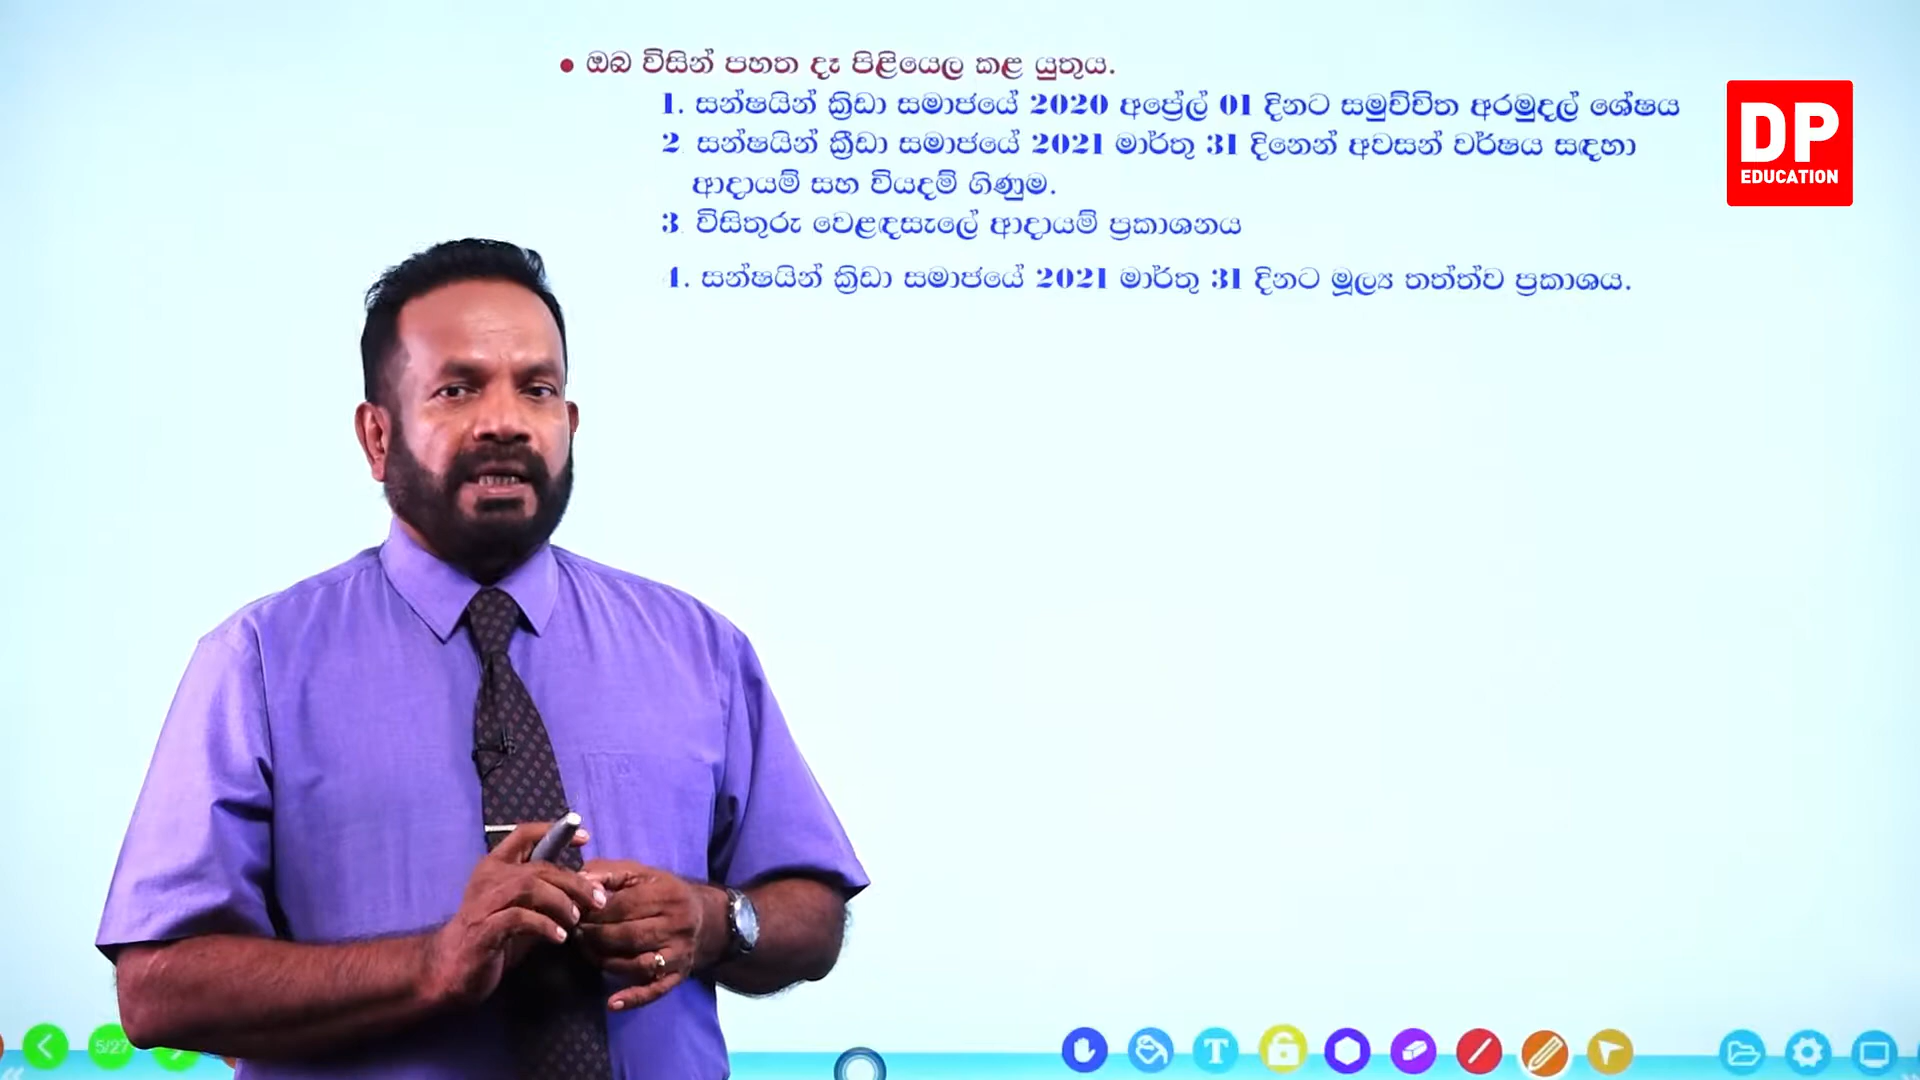 • ඔබ විසින් පහත දෑ පිළියෙල කළ යුතුය.
1. සන්ෂයින් ක්‍රිඩා සමාජයේ 2020 අප්‍රේල් 01 දිනට සමුච්චිත අරමුදල් ශේෂය
2. සන්ෂයින් ක්‍රීඩා සමාජයේ 2021 මාර්තු 31 දිනෙන් අවසන් වර්ෂය සඳහා
ආදායම් සහ වියදම් ගිණුම.
3. විසිතුරු වෙළඳසැලේ ආදායම් ප්‍රකාශනය
4. සන්ෂයින් ක්‍රිඩා සමාජයේ 2021 මාර්තු 31 දිනට මූල්‍ය තත්ත්ව ප්‍රකාශය.
DP
EDUCATION
5/27
T